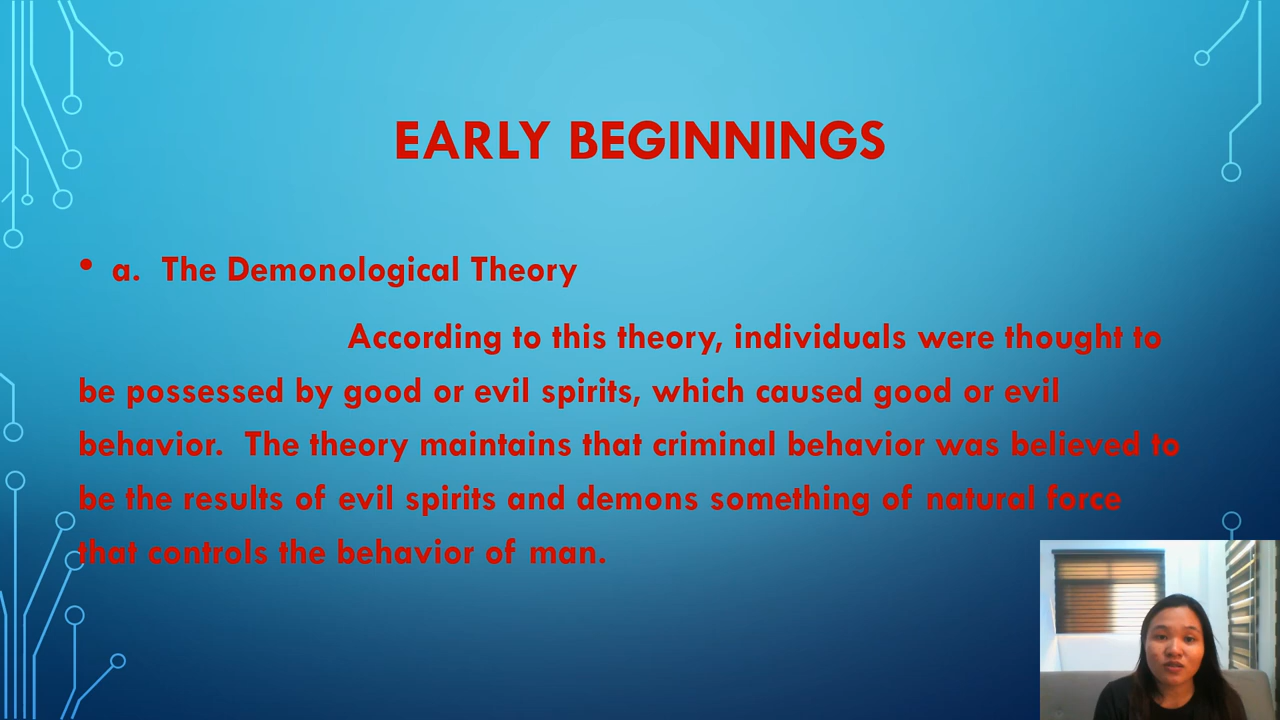 EARLY BEGINNINGS
• a. The Demonological Theory
According to this theory, individuals were thought to
be possessed by good or evil spirits, which caused good or evil
behavior. The theory maintains that criminal behavior was believed to
be the results of evil spirits and demons something of natural force
that controls the behavior of man.